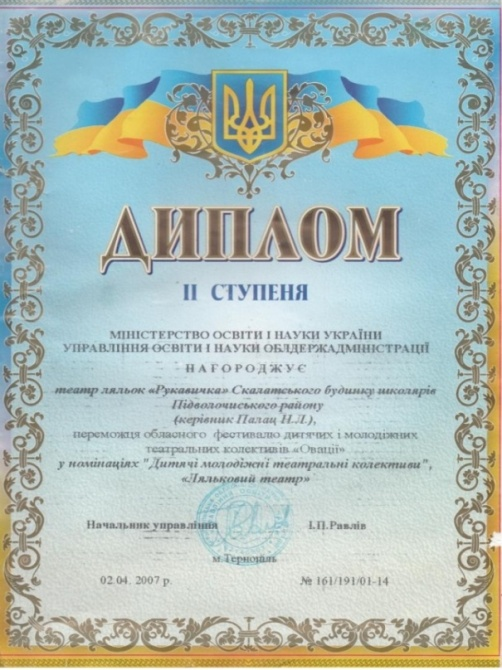 ДИПЛОМ
II СТУПЕНЯ
МІНІСТЕРСТВО ОСВІТИ І НАУКИ УКРАЇНИ
УПРАВЛІННЯ ОСВІТИ І НАУКИ ОБЛДЕРЖАДМІНІСТРАЦІЇ
НАГОРОДЖУЄ
театр ляльок «Рукавичка» Скалатського будинку школярів
Підволочиського району
(керівник Палац Н.Л.),
переможця обласного фестивалю дитячих і молодіжних
театральних колективів «Овації»
у номінаціях "Дитячі молодіжні театральні колективи",
«Ляльковий театр»
Начальник управління І.П.Равлів
м.Тернопіль
02.04. 2007 р. № 161/191/01-14